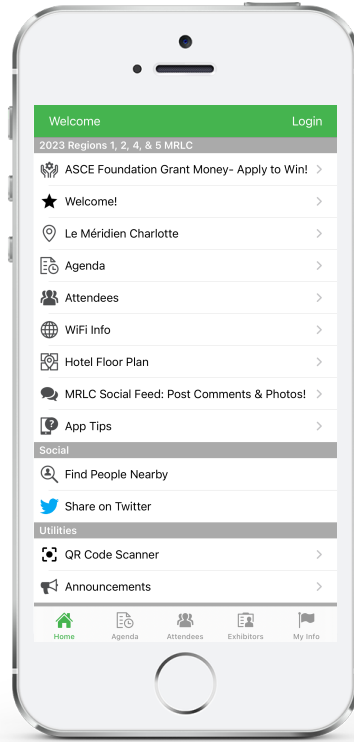 Welcome Login
2023 Regions 1, 2, 4, & 5 MRLC
ASCE Foundation Grant Money- Apply to Win!
Welcome!
Le Méridien Charlotte
Agenda
Attendees
WiFi Info
Hotel Floor Plan
MRLC Social Feed: Post Comments & Photos!
App Tips
Social
Find People Nearby
Share on Twitter
Utilities
QR Code Scanner
Announcements
Home Agenda Attendees Exhibitors My Info